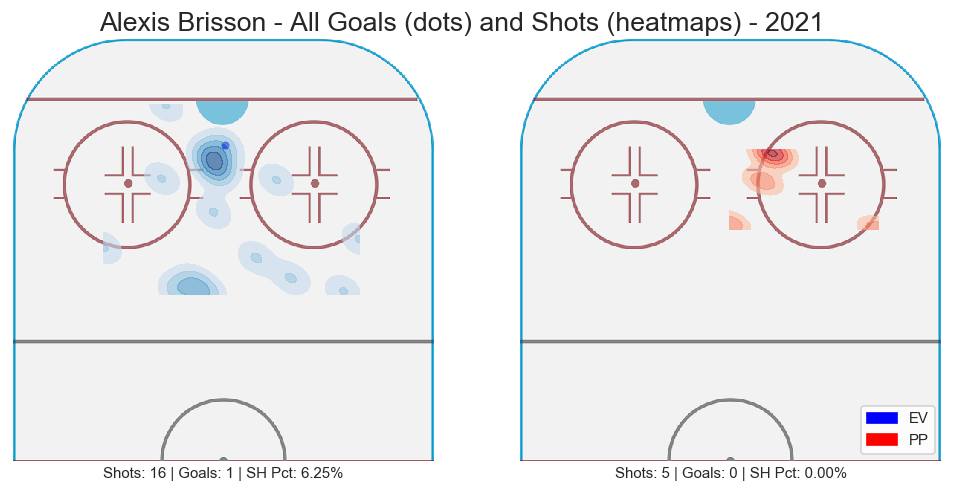 Alexis Brisson - All Goals (dots) and Shots (heatmaps) - 2021
EV
PP
Shots: 16 | Goals: 1 | SH Pct: 6.25%
Shots: 5 | Goals: 0 | SH Pct: 0.00%